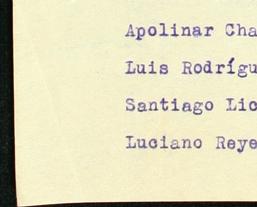 Apolinar Cha
Luis Rodrígu
Santiago Lic
Luciano Reye